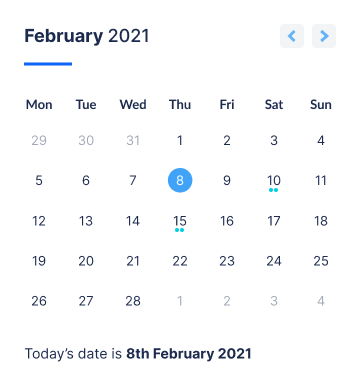 February 2021
Mon Tue Wed Thu Fri Sat Sun
29 30 31 1 2 3 4
5 6 7 8 9 10 11
12 13 14 15 16 17 18
19 20 21 22 23 24 25
26 27 28 1 2 3 4
Today's date is 8th February 2021